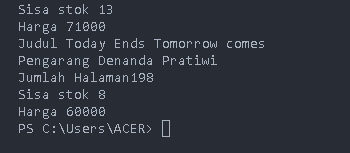 Sisa stok 13
Harga 71000
Judul Today Ends Tomorrow comes
Pengarang Denanda Pratiwi
Jumlah Halaman198
Sisa stok 8
Harga 60000
PS C:\Users\ACER>